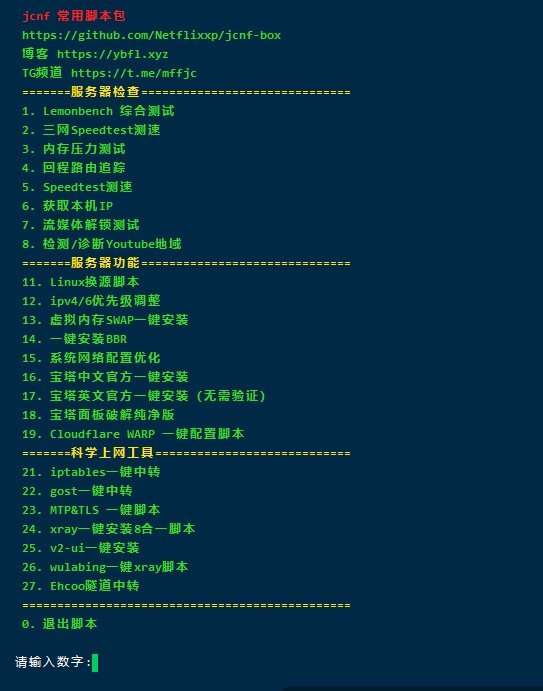 jcnf 常用脚本包
https://github.com/Netflixxp/jcnf-box
博客 https://ybfl.xyz
TG频道 https://t.me/mffjc
=======服务器检查==============================
1. Lemonbench 综合测试
2. 三网Speedtest测速
3. 内存压力测试
4. 回程路由追踪
5. Speedtest测速
6. 获取本机IP
7. 流媒体解锁测试
8. 检测/诊断Youtube地域
=======服务器功能==============================
11. Linux换源脚本
12. ipv4/6优先级调整
13. 虚拟内存SWAP一键安装
14. 一键安装BBR
15. 系统网络配置优化
16. 宝塔中文官方一键安装
17. 宝塔英文官方一键安装 (无需验证)
18. 宝塔面板破解纯净版
19. Cloudflare WARP 一键配置脚本
=======科学上网工具============================
21. iptables一键中转
22. gost一键中转
23. MTP&TLS 一键脚本
24. xray一键安装8合一脚本
25. v2-ui一键安装
26. wulabing一键xray脚本
27. Ehcoo隧道中转
===============================================
0. 退出脚本
请输入数字: